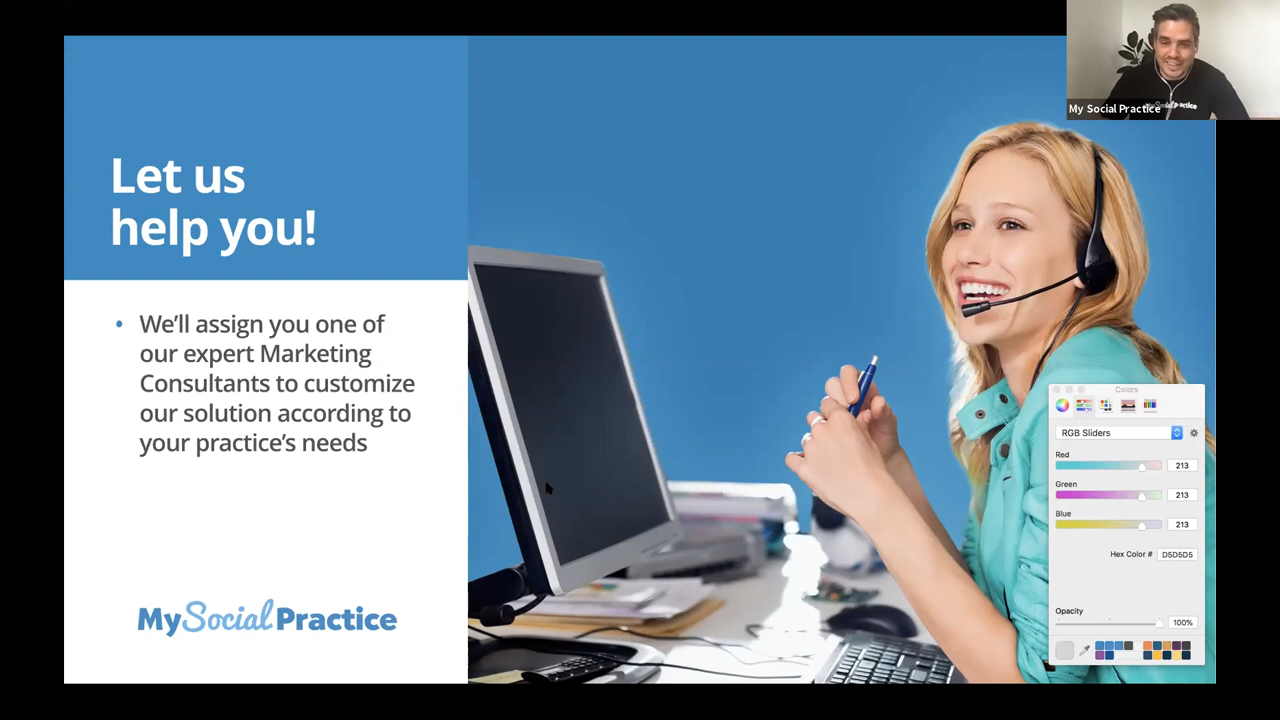 Let us
help you!
• We'll assign you one of
our expert Marketing
Consultants to customize
our solution according to
your practice's needs
MySocialPractice
My Social Practice
MySocialPractice
Colors
RGB Sliders
Red
213
Green
213
Blue
213
Hex Color # D5D5D5
Opacity
100%